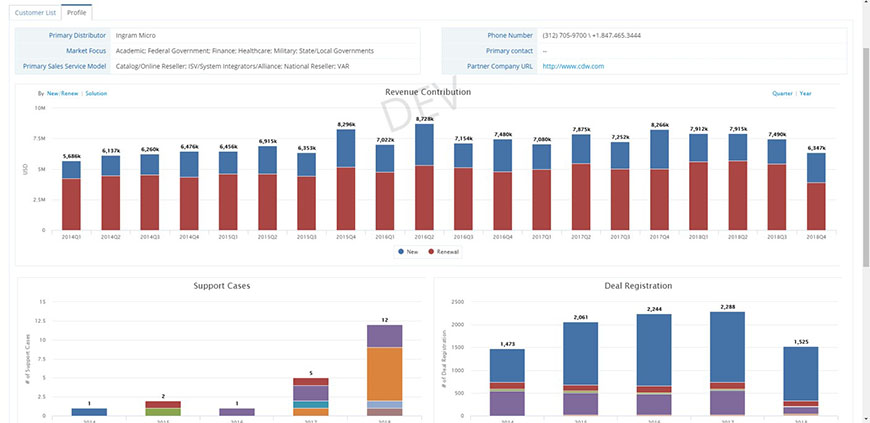 Customer List Profile
Primary Distributor Ingram Micro Phone Number (312) 705-9700 \ +1.847.465.3444
Market Focus Academic; Federal Government; Finance; Healthcare; Military; State/Local Governments Primary contact --
Primary Sales Service Model Catalog/Online Reseller; ISV/System Integrators/Alliance; National Reseller; VAR Partner Company URL http://www.cdw.com
By New/Renew | Solution Revenue Contribution Quarter | Year
DEV
10M
7.5M
5M
2.5M
0
USD
5,686k 6,137k 6,260k 6,476k 6,456k 6,915k 6,353k 8,296k 7,022k 8,728k 7,154k 7,480k 7,080k 7,875k 7,252k 8,266k 7,912k 7,915k 7,490k 6,347k
2014Q1 2014Q2 2014Q3 2014Q4 2015Q1 2015Q2 2015Q3 2015Q4 2016Q1 2016Q2 2016Q3 2016Q4 2017Q1 2017Q2 2017Q3 2017Q4 2018Q1 2018Q2 2018Q3 2018Q4
New Renewal
Support Cases
15
12.5
10
7.5
5
2.5
0
# of Support Cases
1 2 1 5 12
2014 2015 2016 2017 2018
Deal Registration
2500
2000
1500
1000
500
0
# of Deal Registration
1,473 2,061 2,244 2,288 1,525
2014 2015 2016 2017 2018